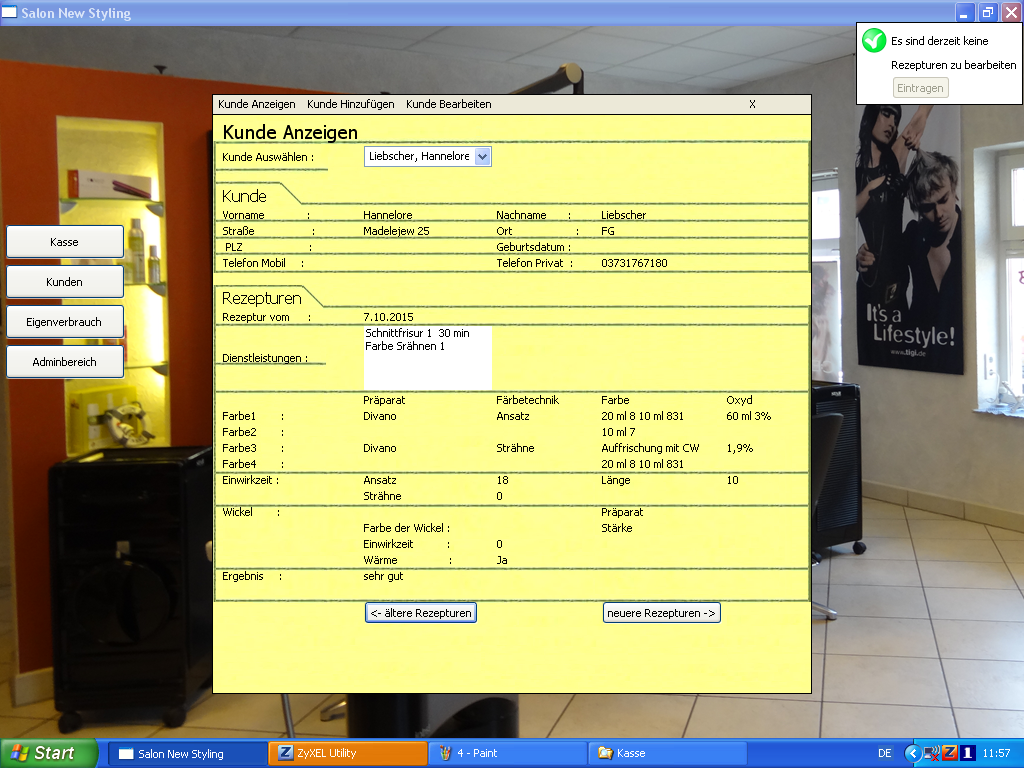 Salon New Styling
Es sind derzeit keine
Rezepturen zu bearbeiten
Eintragen
Kunde Anzeigen Kunde Hinzufügen Kunde Bearbeiten X
Kunde Anzeigen
Kunde Auswählen : Liebscher, Hannelore
Kunde
Vorname : Hannelore Nachname : Liebscher
Straße : Madelejew 25 Ort : FG
PLZ : Geburtsdatum :
Telefon Mobil : Telefon Privat : 03731767180
Rezepturen
Rezeptur vom : 7.10.2015
Schnittfrisur 1 30 min
Farbe Srähnen 1
Dienstleistungen :
Präparat Färbetechnik Farbe Oxyd
Farbe1 : Divano Ansatz 20 ml 8 10 ml 831 60 ml 3%
Farbe2 : 10 ml 7
Farbe3 : Divano Strähne Auffrischung mit CW 1,9%
Farbe4 : 20 ml 8 10 ml 831
Einwirkzeit : Ansatz 18 Länge 10
Strähne 0
Wickel : Präparat
Farbe der Wickel : Stärke
Einwirkzeit : 0
Wärme : Ja
Ergebnis : sehr gut
<- ältere Rezepturen neuere Rezepturen ->
Kasse
Kunden
Eigenverbrauch
Adminbereich
It's a
Lifestyle!
www.tigi.de
Start Salon New Styling ZyXEL Utility 4 - Paint Kasse DE 1 11:57